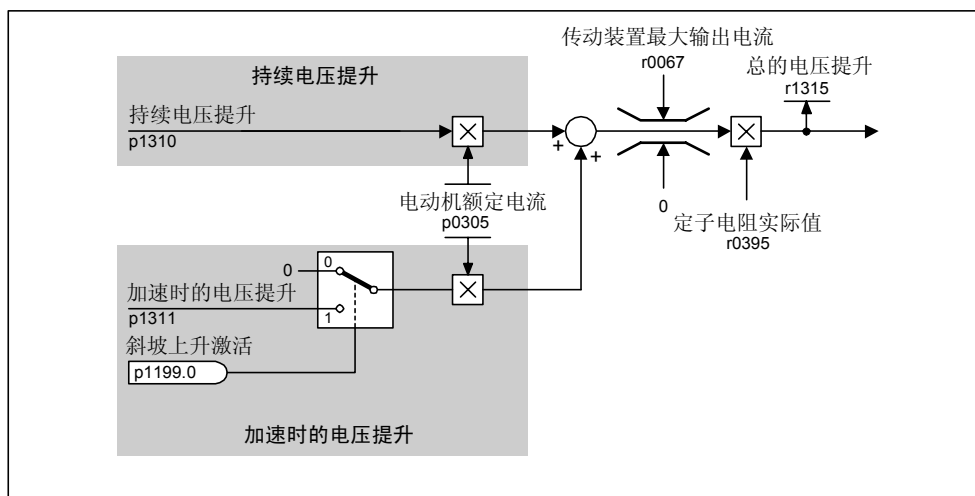 传动装置最大输出电流
r0067
总的电压提升
r1315
持续电压提升
持续电压提升
p1310
+
+
电动机额定电流
p0305
0
定子电阻实际值
r0395
0
0
加速时的电压提升
p1311
1
斜坡上升激活
p1199.0
加速时的电压提升